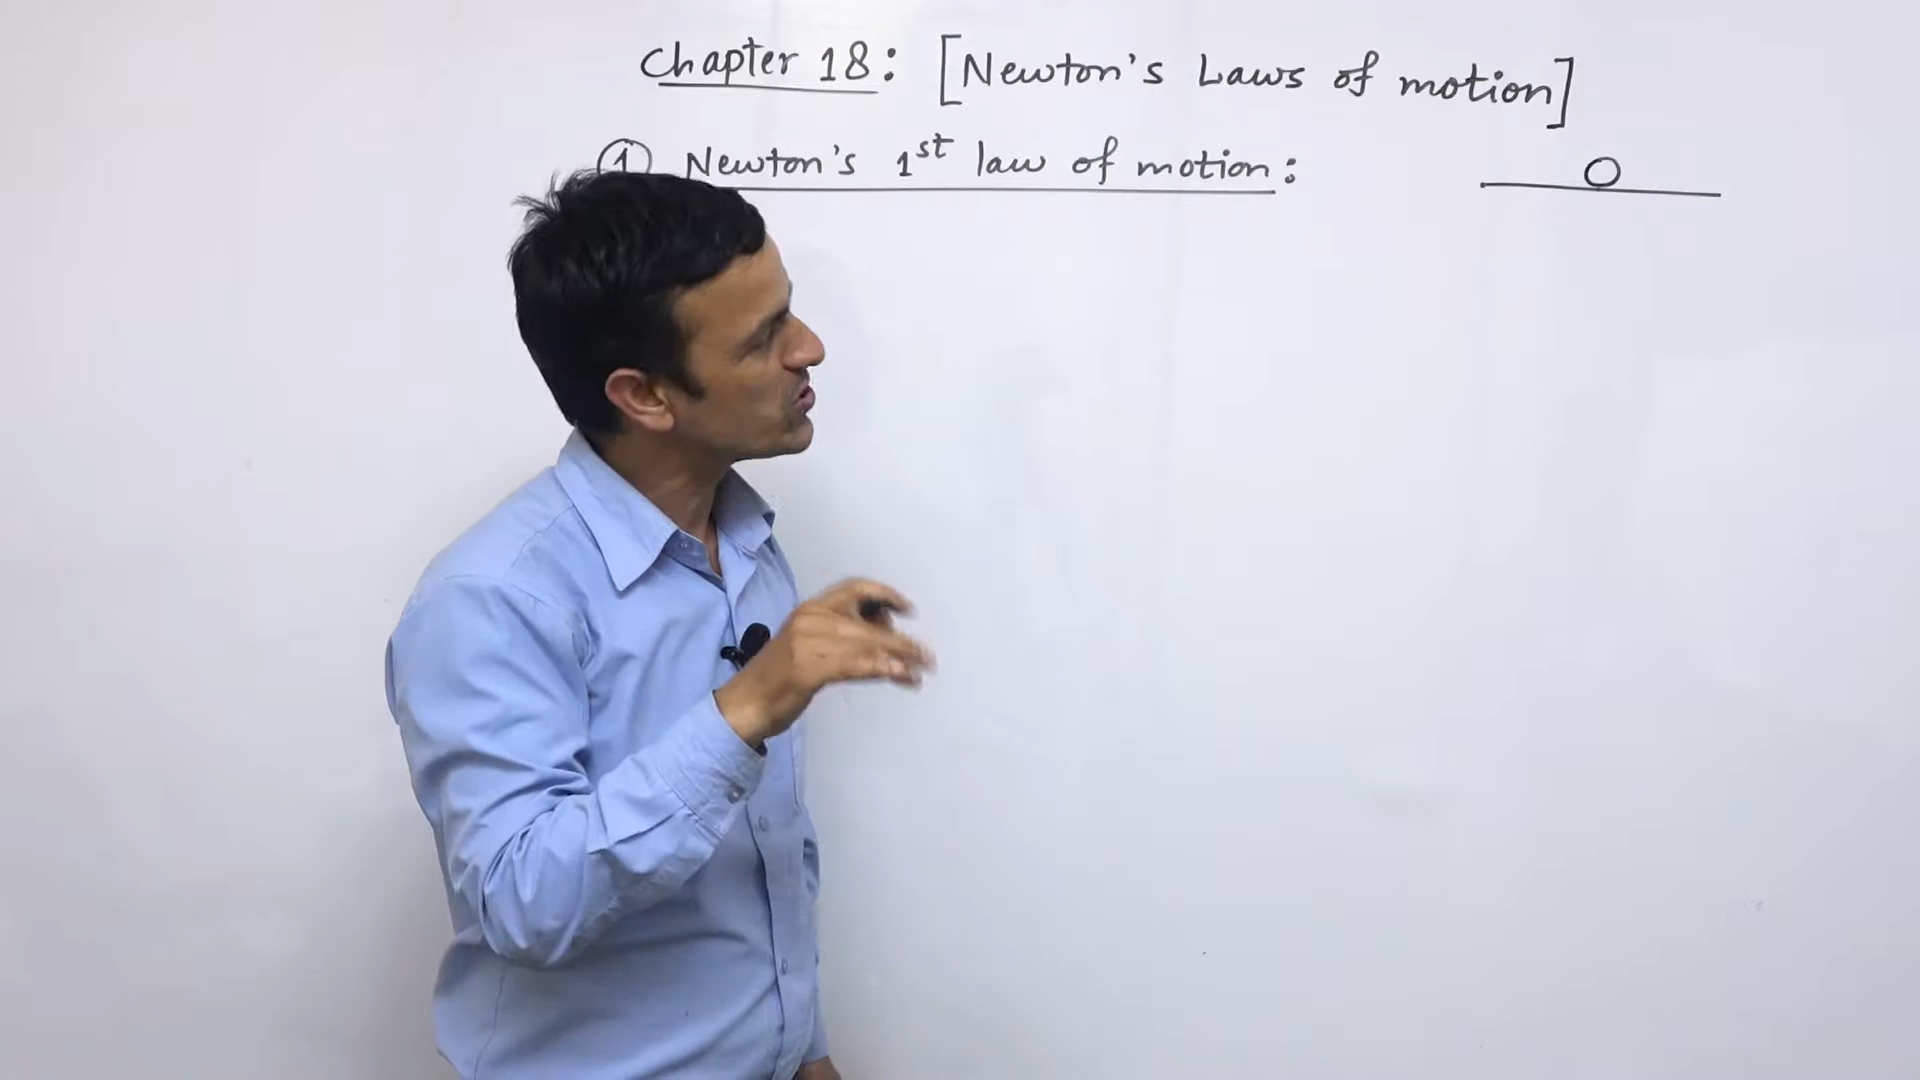 Chapter 18: [Newton's Laws of motion]
① Newton's 1st law of motion: